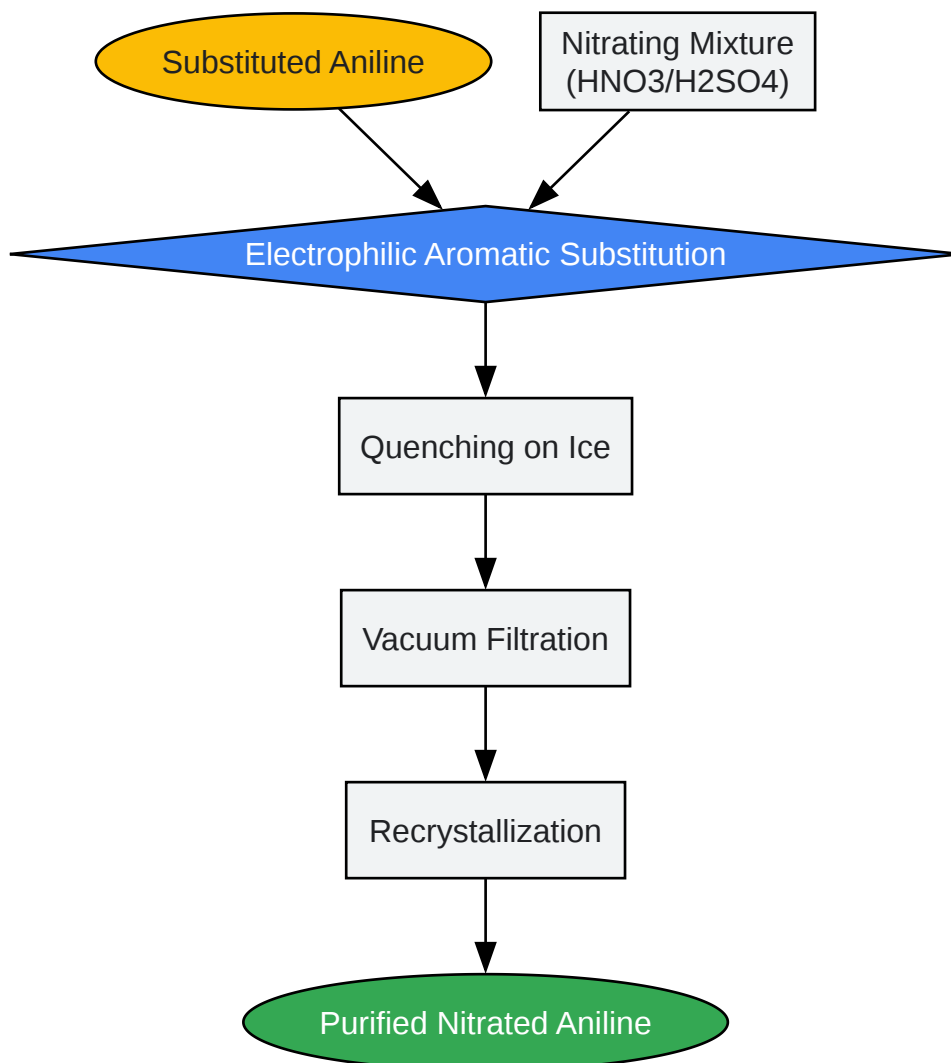 Substituted Aniline
Nitrating Mixture
(HNO3/H2SO4)
Electrophilic Aromatic Substitution
Quenching on Ice
Vacuum Filtration
Recrystallization
Purified Nitrated Aniline